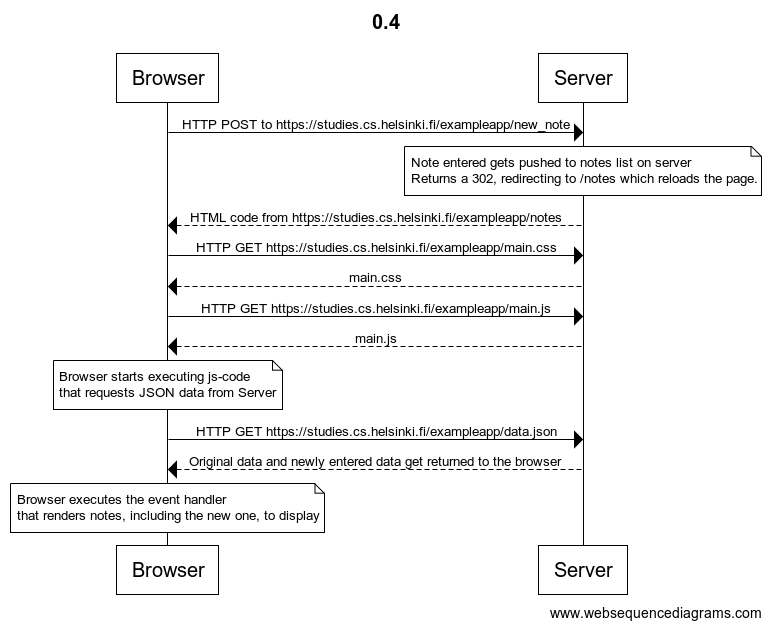 0.4
Browser
Server
HTTP POST to https://studies.cs.helsinki.fi/exampleapp/new_note
Note entered gets pushed to notes list on server
Returns a 302, redirecting to /notes which reloads the page.
HTML code from https://studies.cs.helsinki.fi/exampleapp/notes
HTTP GET https://studies.cs.helsinki.fi/exampleapp/main.css
main.css
HTTP GET https://studies.cs.helsinki.fi/exampleapp/main.js
main.js
Browser starts executing js-code
that requests JSON data from Server
HTTP GET https://studies.cs.helsinki.fi/exampleapp/data.json
Original data and newly entered data get returned to the browser
Browser executes the event handler
that renders notes, including the new one, to display
Browser
Server
www.websequencediagrams.com